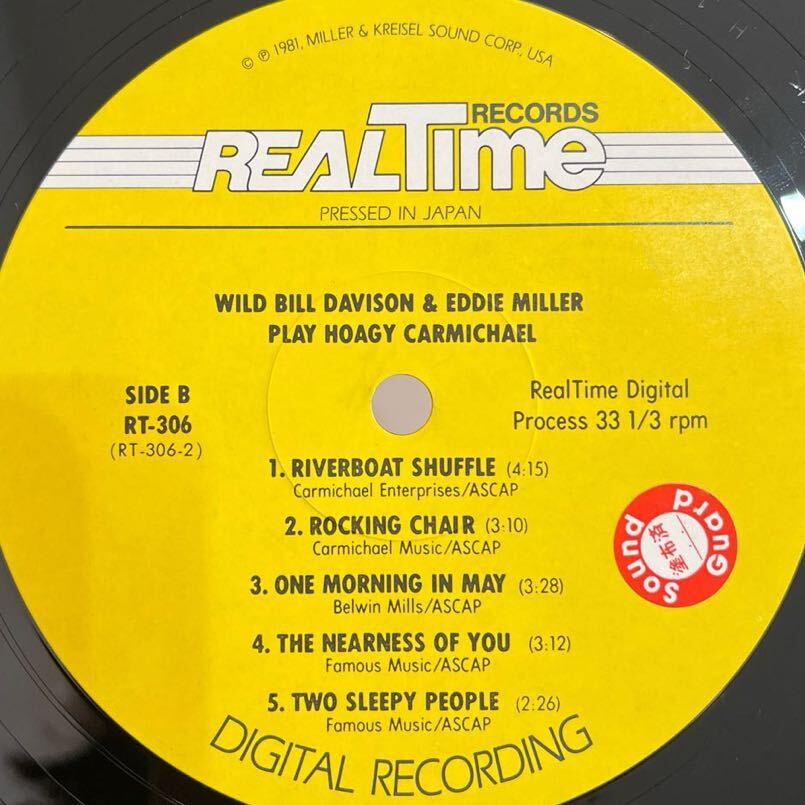 © ℗ 1981, MILLER & KREISEL SOUND CORP., USA
RECORDS
REALTime
PRESSED IN JAPAN
WILD BILL DAVISON & EDDIE MILLER
PLAY HOAGY CARMICHAEL
SIDE B
RT-306
(RT-306-2)
RealTime Digital
Process 33 1/3 rpm
1. RIVERBOAT SHUFFLE (4:15)
Carmichael Enterprises/ASCAP
2. ROCKING CHAIR (3:10)
Carmichael Music/ASCAP
3. ONE MORNING IN MAY (3:28)
Belwin Mills/ASCAP
4. THE NEARNESS OF YOU (3:12)
Famous Music/ASCAP
5. TWO SLEEPY PEOPLE (2:26)
Famous Music/ASCAP
Sound Guard
塗布済
DIGITAL RECORDING